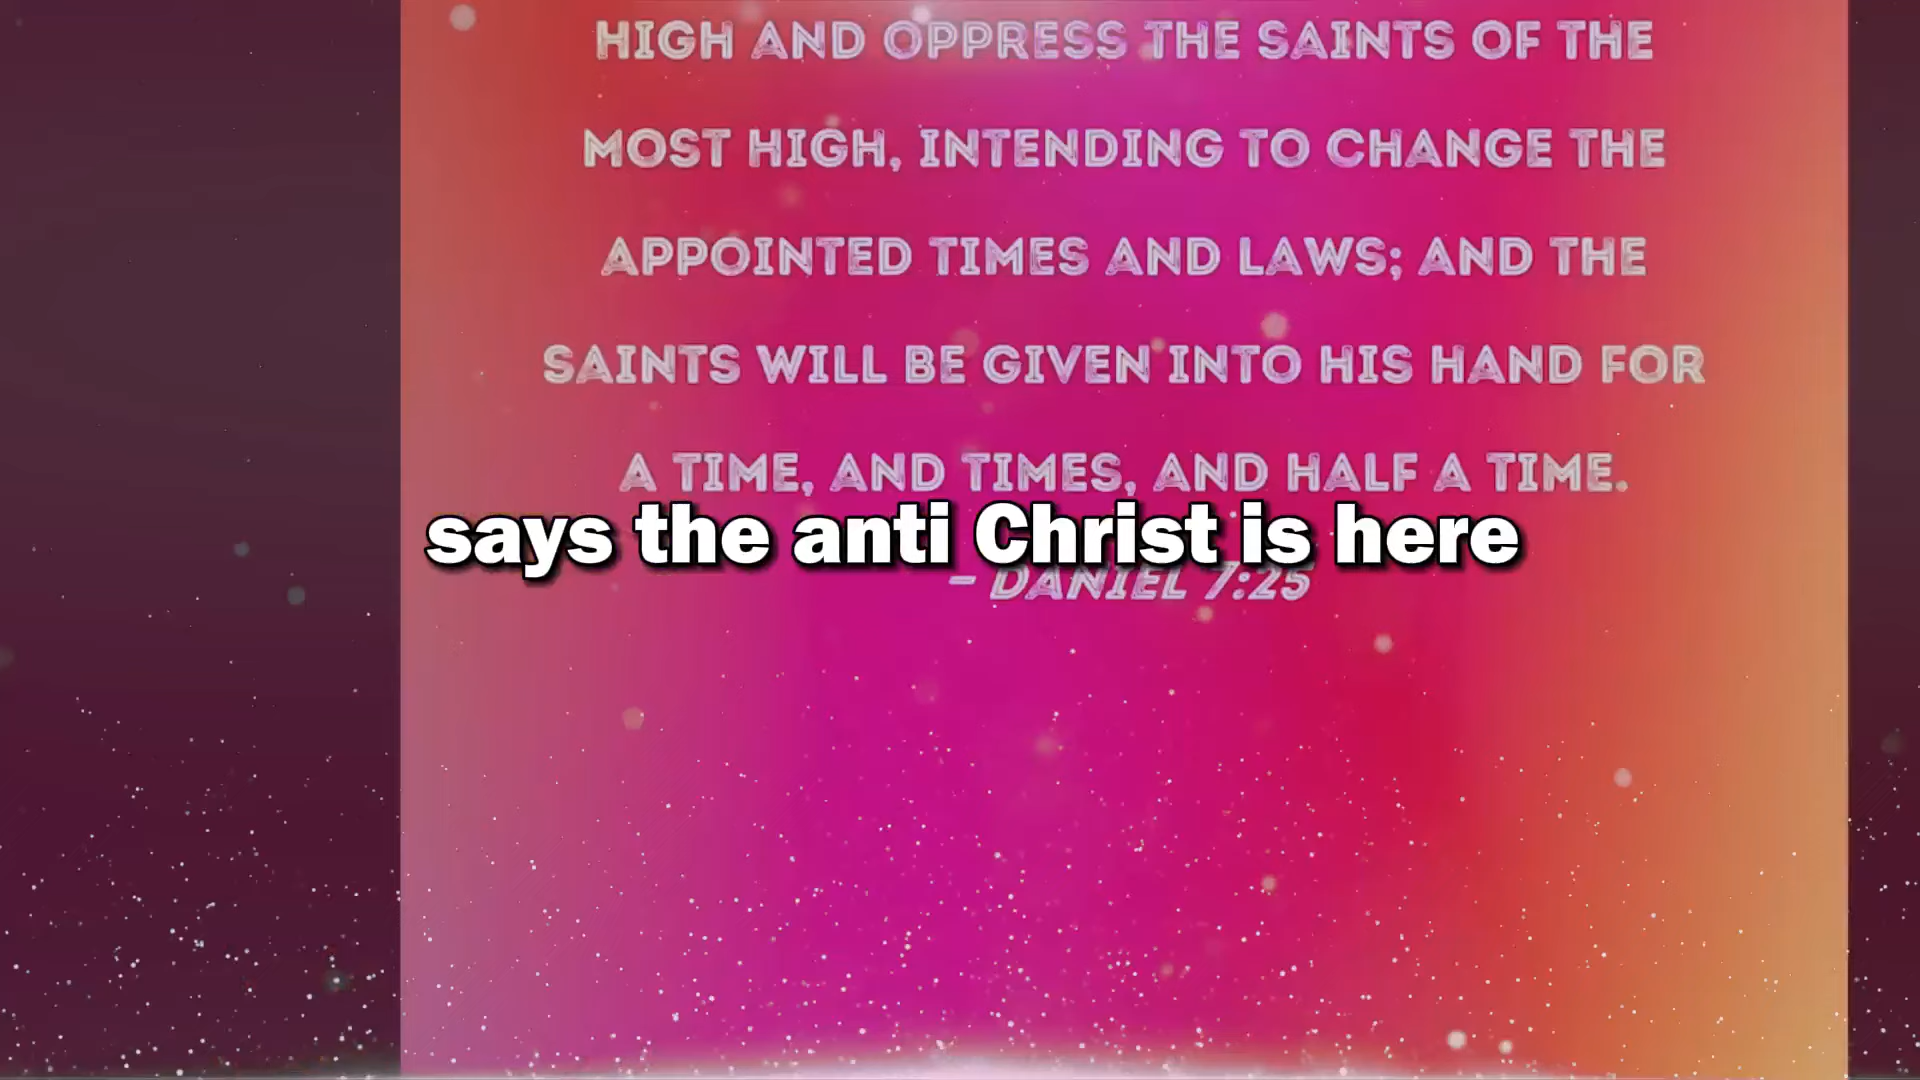 HIGH AND OPPRESS THE SAINTS OF THE
MOST HIGH, INTENDING TO CHANGE THE
APPOINTED TIMES AND LAWS; AND THE
SAINTS WILL BE GIVEN INTO HIS HAND FOR
A TIME, AND TIMES, AND HALF A TIME.
says the anti Christ is here
– DANIEL 7:25